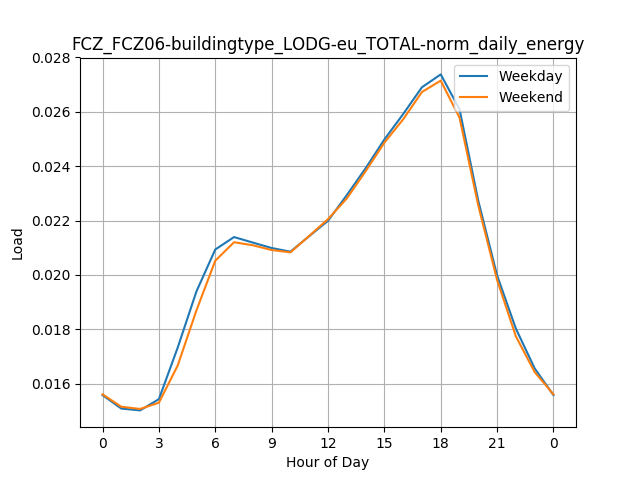 FCZ_FCZ06-buildingtype_LODG-eu_TOTAL-norm_daily_energy
0.028
0.026
0.024
0.022
0.020
0.018
0.016
Load
Weekday
Weekend
0 3 6 9 12 15 18 21 0
Hour of Day